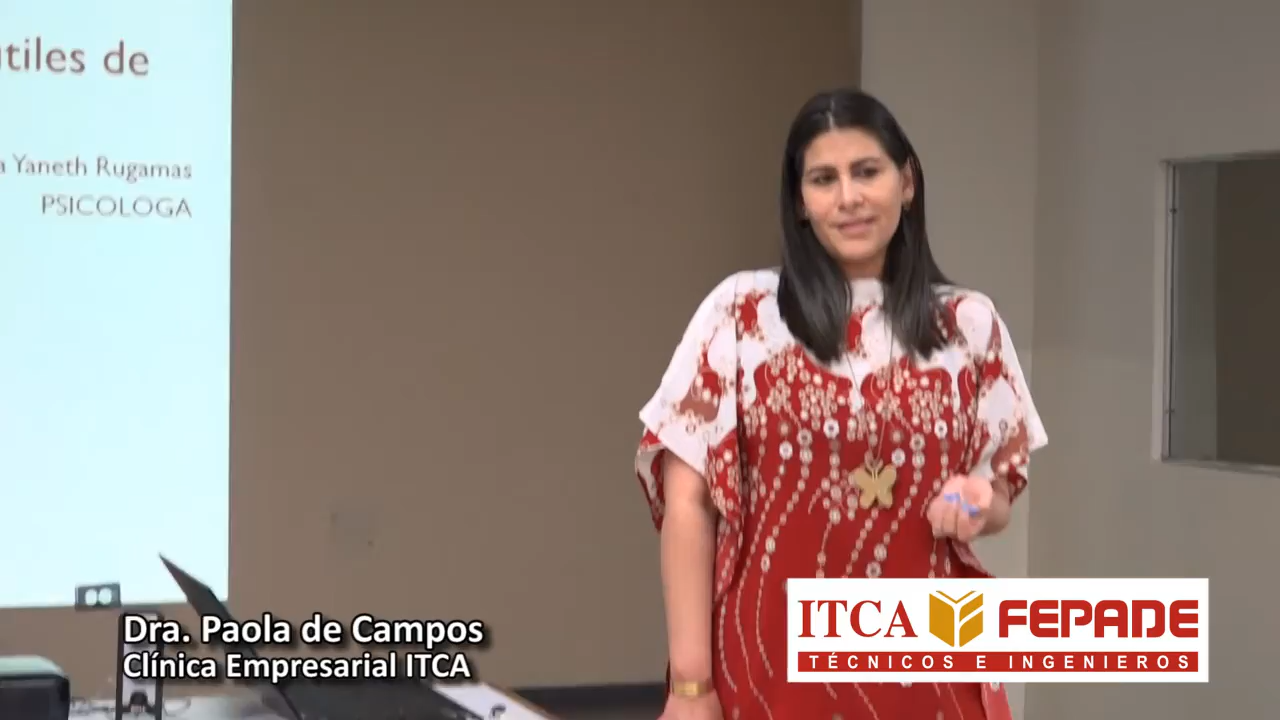 útiles de
a Yaneth Rugamas
PSICOLOGA
Dra. Paola de Campos
Clínica Empresarial ITCA
ITCA FEPADE
TÉCNICOS E INGENIEROS